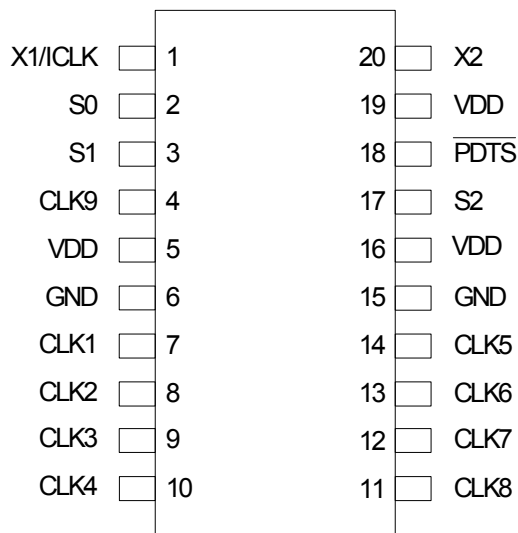 X1/ICLK 1 20 X2
S0 2 19 VDD
S1 3 18 P̅D̅T̅S̅
CLK9 4 17 S2
VDD 5 16 VDD
GND 6 15 GND
CLK1 7 14 CLK5
CLK2 8 13 CLK6
CLK3 9 12 CLK7
CLK4 10 11 CLK8